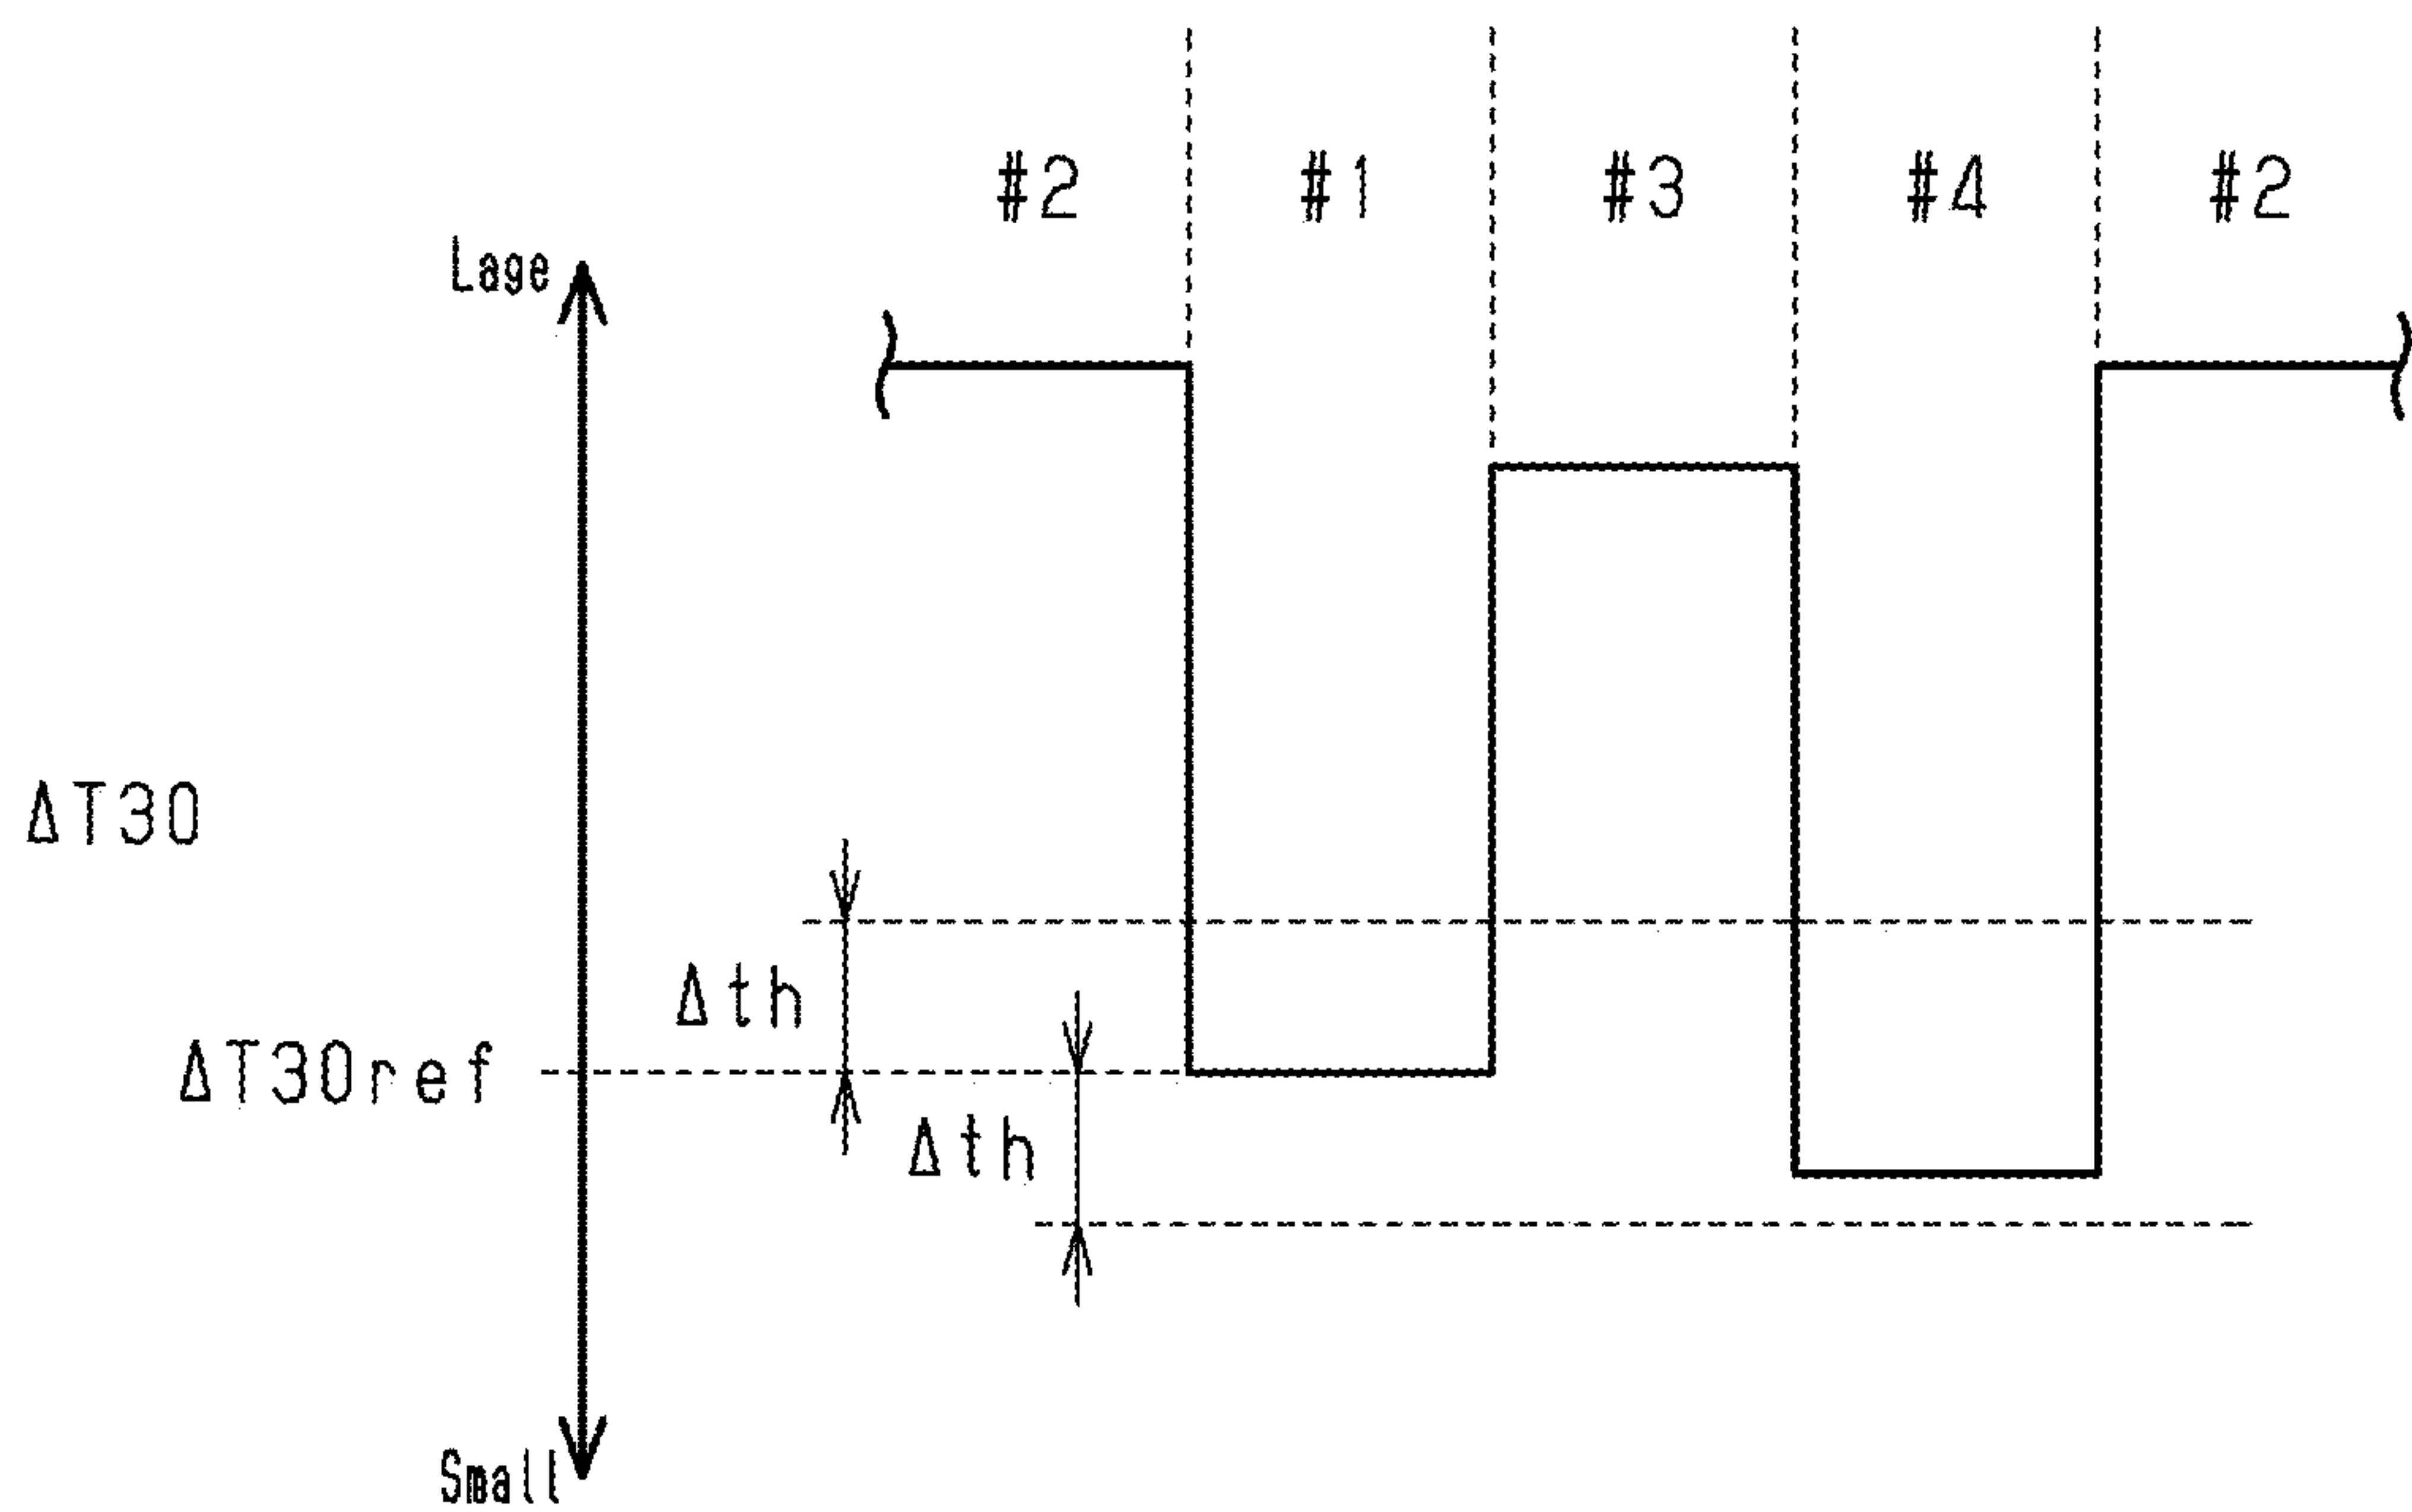 #2 #1 #3 #4 #2
Lage
ΔT30
Δth
ΔT30ref
Δth
Small